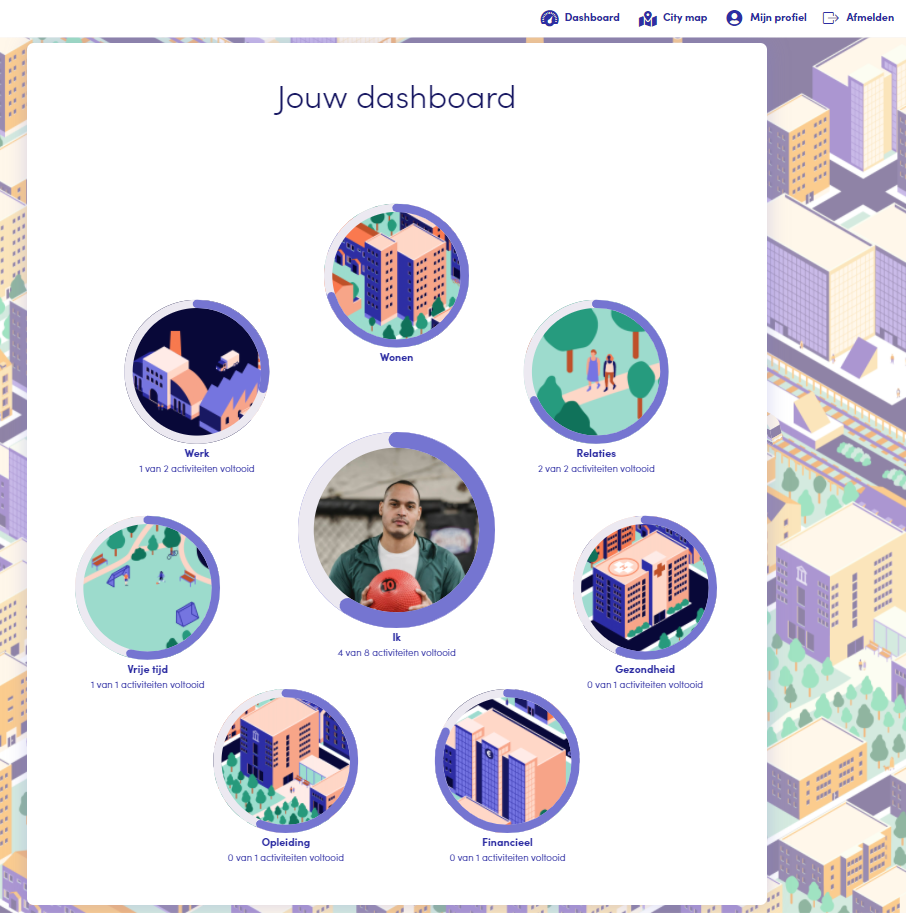 Dashboard
City map
Mijn profiel
Afmelden
Jouw dashboard
Wonen
Werk
1 van 2 activiteiten voltooid
Relaties
2 van 2 activiteiten voltooid
10
Ik
4 van 8 activiteiten voltooid
Vrije tijd
1 van 1 activiteiten voltooid
Gezondheid
0 van 1 activiteiten voltooid
Opleiding
0 van 1 activiteiten voltooid
Financieel
0 van 1 activiteiten voltooid